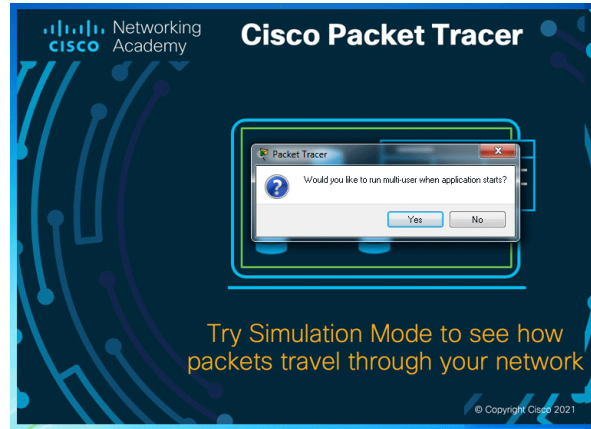 Networking
CISCO Academy
Cisco Packet Tracer
Packet Tracer
Would you like to run multi-user when application starts?
Yes
No
Try Simulation Mode to see how
packets travel through your network
© Copyright Cisco 2021